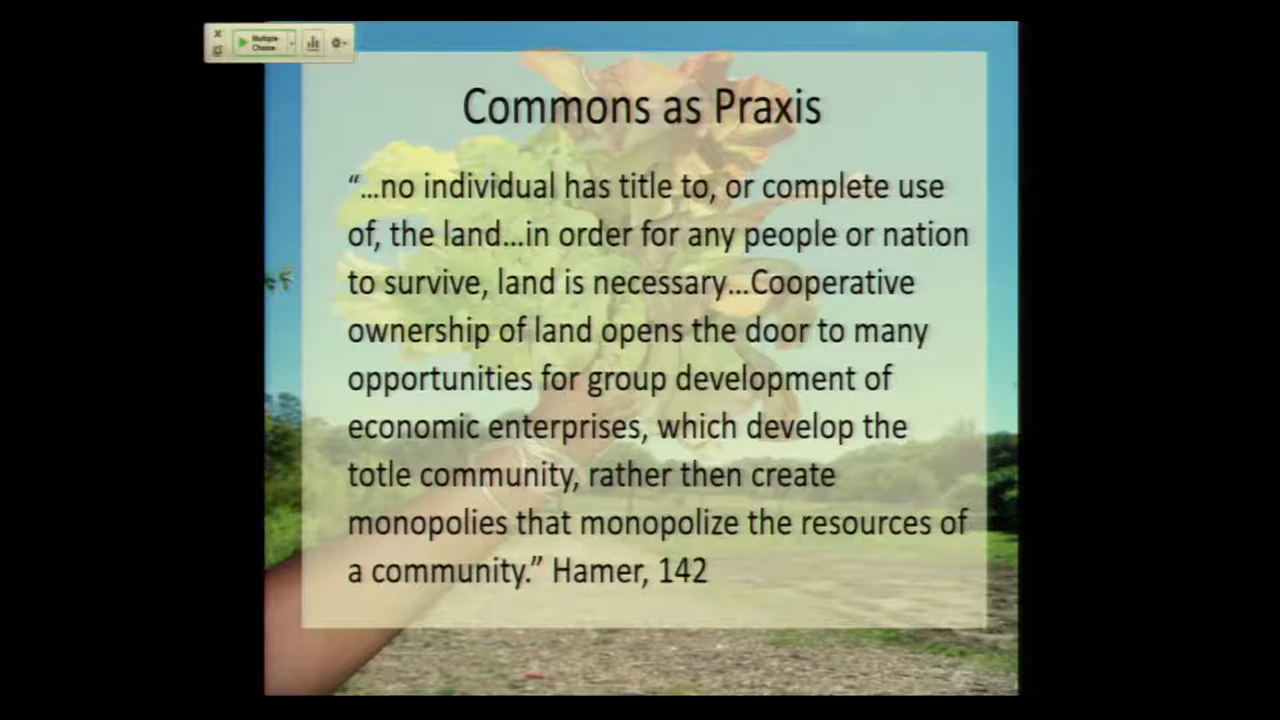 Multiple
Choice
Commons as Praxis
“…no individual has title to, or complete use
of, the land…in order for any people or nation
to survive, land is necessary…Cooperative
ownership of land opens the door to many
opportunities for group development of
economic enterprises, which develop the
totle community, rather then create
monopolies that monopolize the resources of
a community.” Hamer, 142